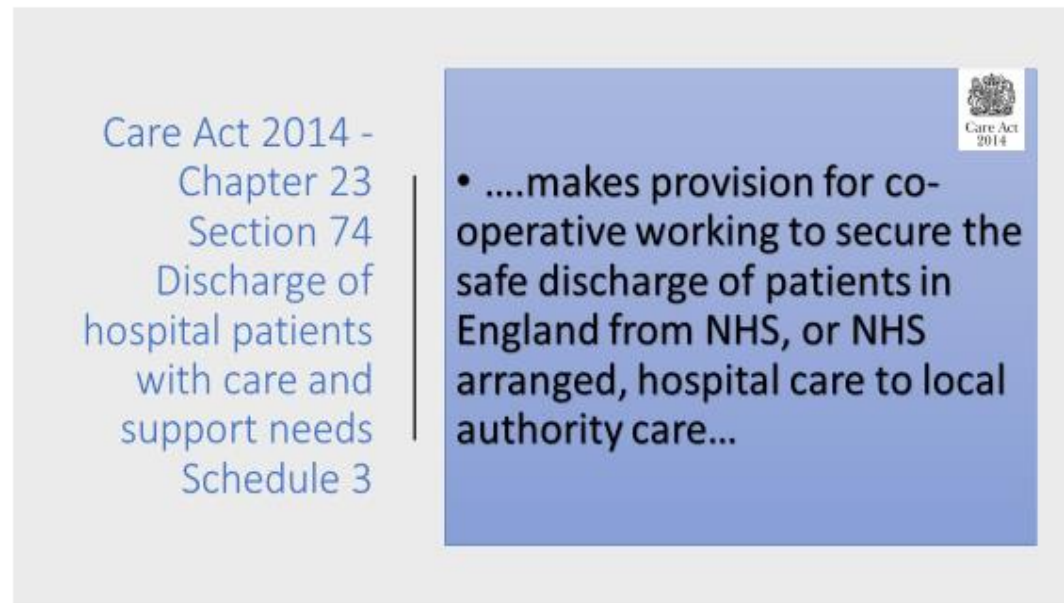 Care Act 2014 -
Chapter 23
Section 74
Discharge of
hospital patients
with care and
support needs
Schedule 3
Care Act
2014
• ....makes provision for co-
operative working to secure the
safe discharge of patients in
England from NHS, or NHS
arranged, hospital care to local
authority care...